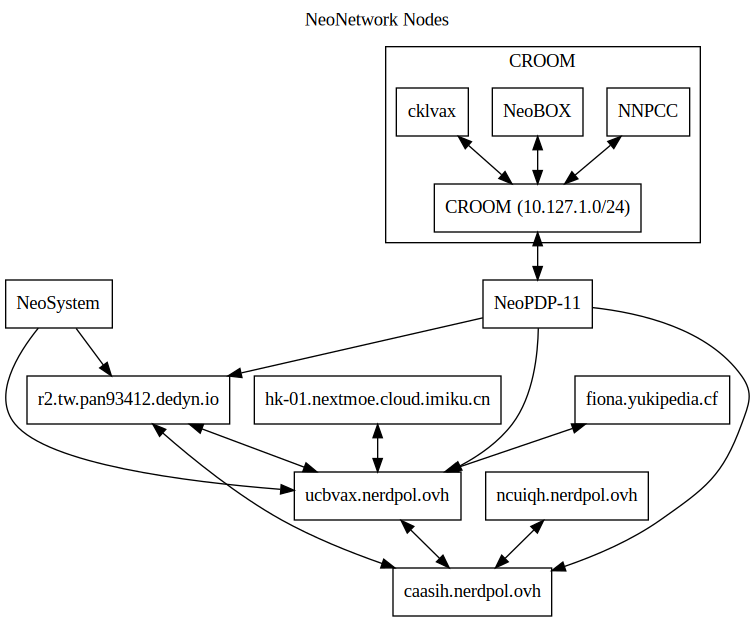 NeoNetwork Nodes
CROOM
cklvax
NeoBOX
NNPCC
CROOM (10.127.1.0/24)
NeoSystem
NeoPDP-11
r2.tw.pan93412.dedyn.io
hk-01.nextmoe.cloud.imiku.cn
fiona.yukipedia.cf
ucbvax.nerdpol.ovh
ncuiqh.nerdpol.ovh
caasih.nerdpol.ovh